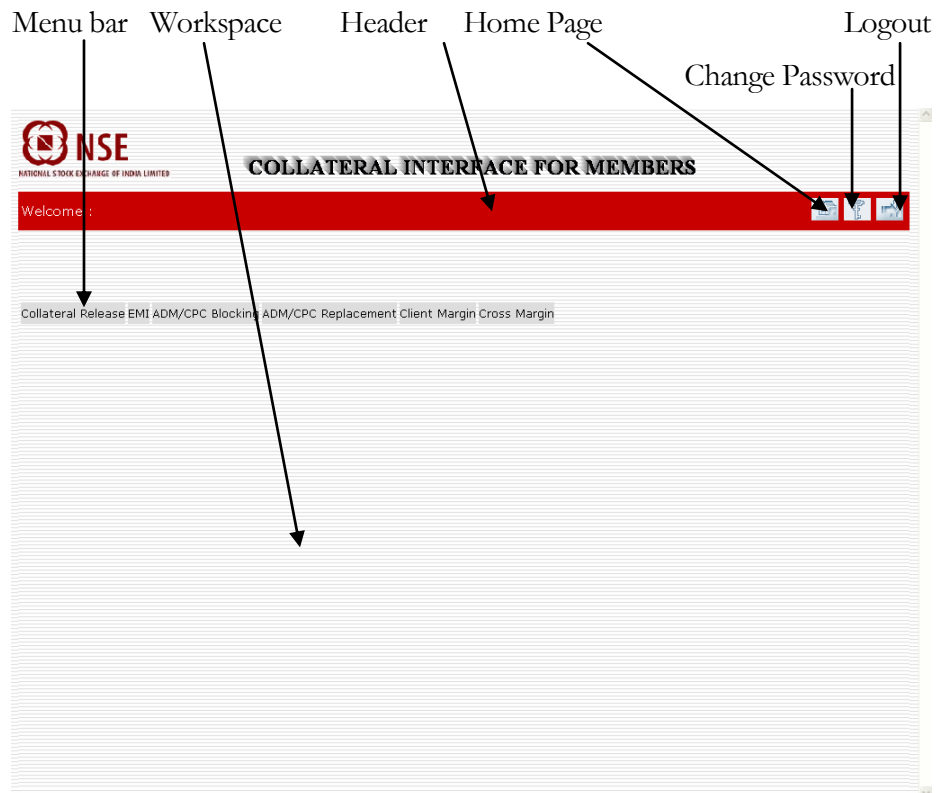 Menu bar Workspace Header Home Page Logout
Change Password
NSE
NATIONAL STOCK EXCHANGE OF INDIA LIMITED
COLLATERAL INTERFACE FOR MEMBERS
Welcome :
Collateral Release EMI ADM/CPC Blocking ADM/CPC Replacement Client Margin Cross Margin